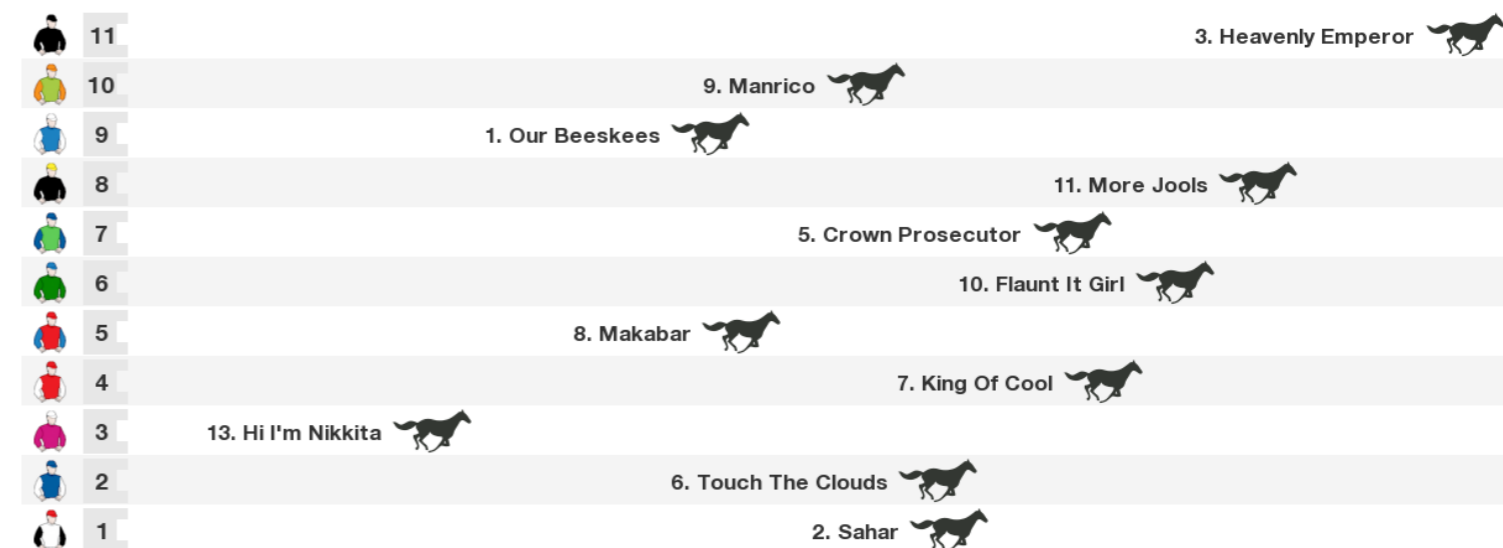 11 3. Heavenly Emperor
10 9. Manrico
9 1. Our Beeskees
8 11. More Jools
7 5. Crown Prosecutor
6 10. Flaunt It Girl
5 8. Makabar
4 7. King Of Cool
3 13. Hi I'm Nikkita
2 6. Touch The Clouds
1 2. Sahar